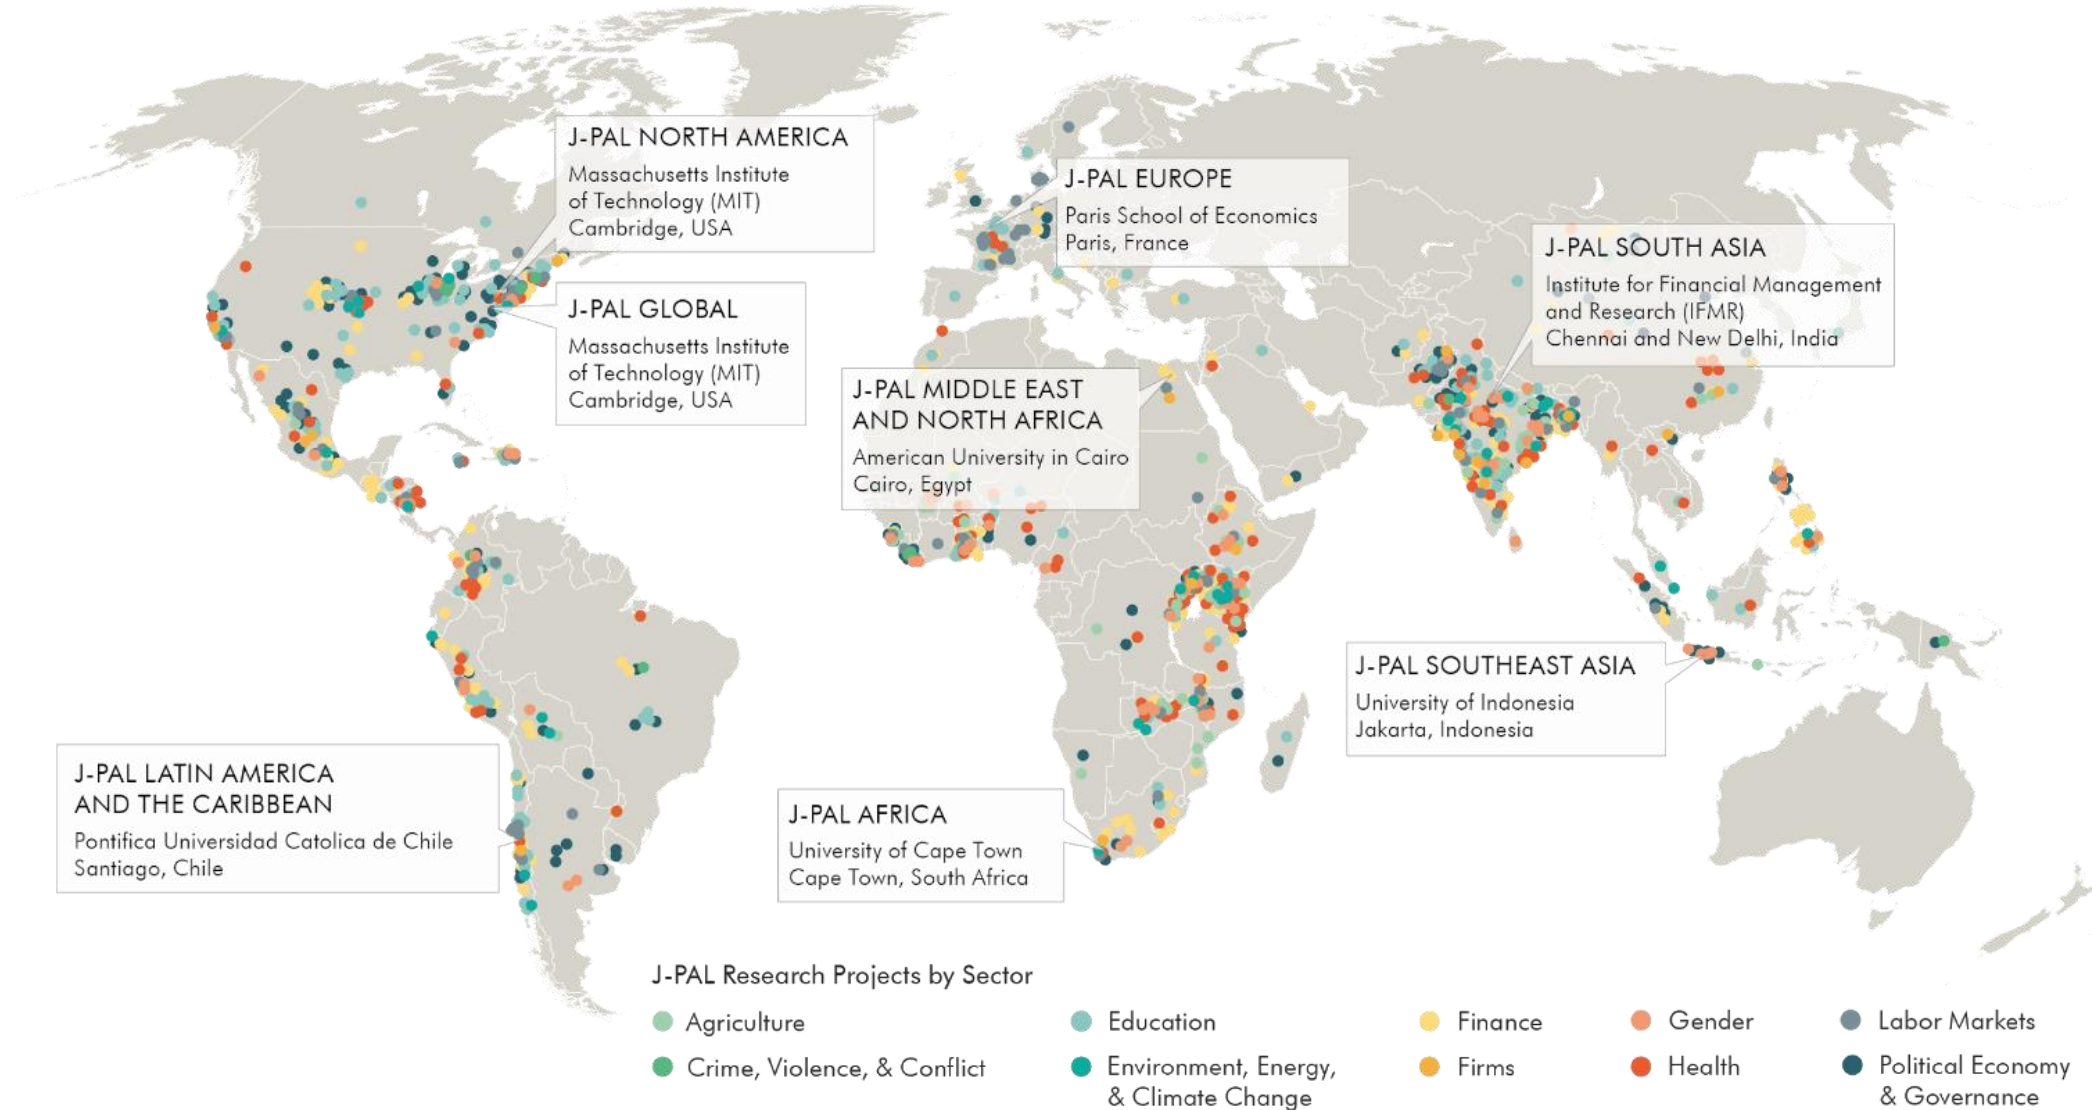 J-PAL NORTH AMERICA
Massachusetts Institute
of Technology (MIT)
Cambridge, USA
J-PAL EUROPE
Paris School of Economics
Paris, France
J-PAL SOUTH ASIA
Institute for Financial Management
and Research (IFMR)
Chennai and New Delhi, India
J-PAL GLOBAL
Massachusetts Institute
of Technology (MIT)
Cambridge, USA
J-PAL MIDDLE EAST
AND NORTH AFRICA
American University in Cairo
Cairo, Egypt
J-PAL SOUTHEAST ASIA
University of Indonesia
Jakarta, Indonesia
J-PAL LATIN AMERICA
AND THE CARIBBEAN
Pontifica Universidad Catolica de Chile
Santiago, Chile
J-PAL AFRICA
University of Cape Town
Cape Town, South Africa
J-PAL Research Projects by Sector
Agriculture
Education
Finance
Gender
Labor Markets
Crime, Violence, & Conflict
Environment, Energy,
& Climate Change
Firms
Health
Political Economy
& Governance